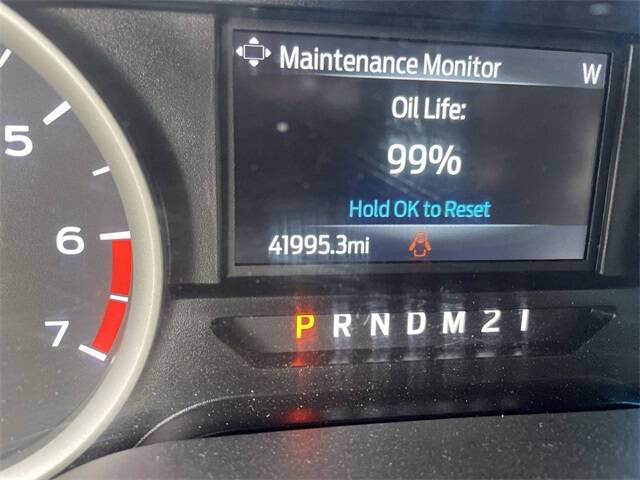 Maintenance Monitor W
Oil Life:
99%
Hold OK to Reset
41995.3mi
P R N D M 2 1
5
6
7